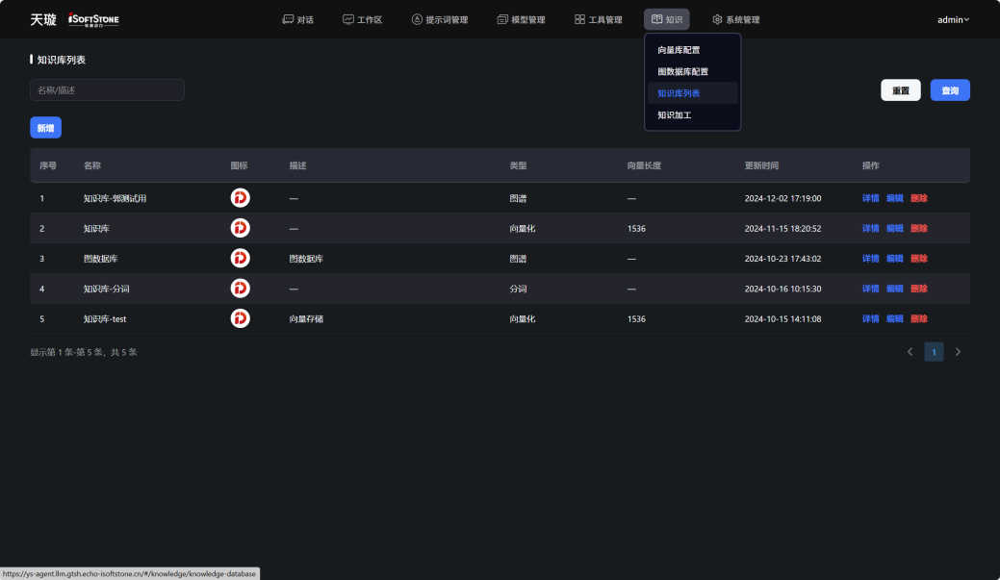 天璇 iSOFTSTONE
对话 工作区 提示词管理 模型管理 工具管理 知识 系统管理 admin
向量库配置
图数据库配置
知识库列表
知识加工
知识库列表
名称/描述 重置 查询
新增
序号 名称 图标 描述 类型 向量长度 更新时间 操作
1 知识库-郭测试用 — 图谱 — 2024-12-02 17:19:00 详情 编辑 删除
2 知识库 — 向量化 1536 2024-11-15 18:20:52 详情 编辑 删除
3 图数据库 图数据库 图谱 — 2024-10-23 17:43:02 详情 编辑 删除
4 知识库-分词 — 分词 — 2024-10-16 10:15:30 详情 编辑 删除
5 知识库-test 向量存储 向量化 1536 2024-10-15 14:11:08 详情 编辑 删除
显示第 1 条-第 5 条，共 5 条 1
https://ys-agent.llm.gtsh.echo-isoftstone.cn/#/knowledge/knowledge-database